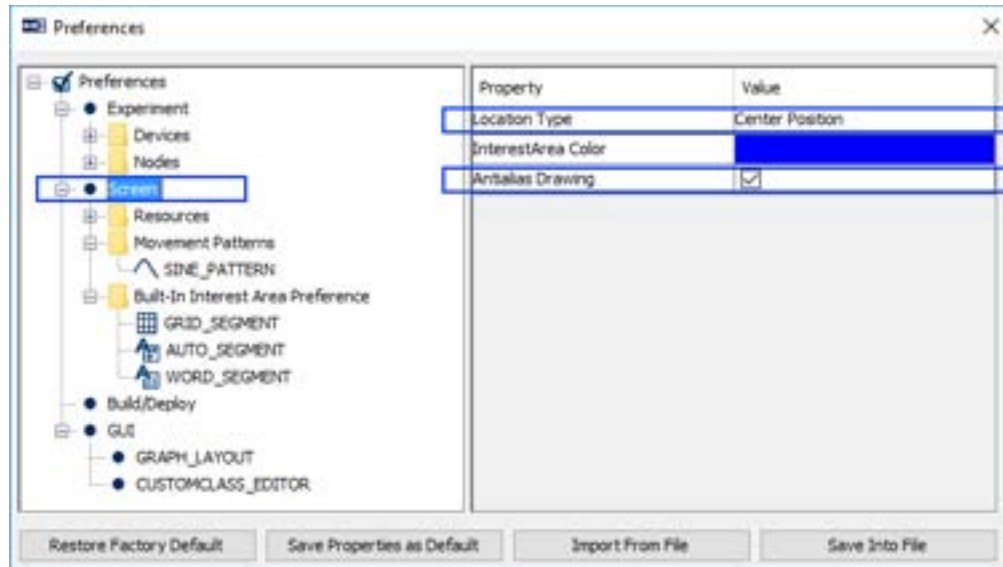 Preferences
Preferences
Experiment
Devices
Nodes
Screen
Resources
Movement Patterns
SINE_PATTERN
Built-In Interest Area Preference
GRID_SEGMENT
AUTO_SEGMENT
WORD_SEGMENT
Build/Deploy
GUI
GRAPH_LAYOUT
CUSTOMCLASS_EDITOR
Property Value
Location Type Center Position
InterestArea Color
Antialias Drawing
Restore Factory Default Save Properties as Default Import From File Save Into File